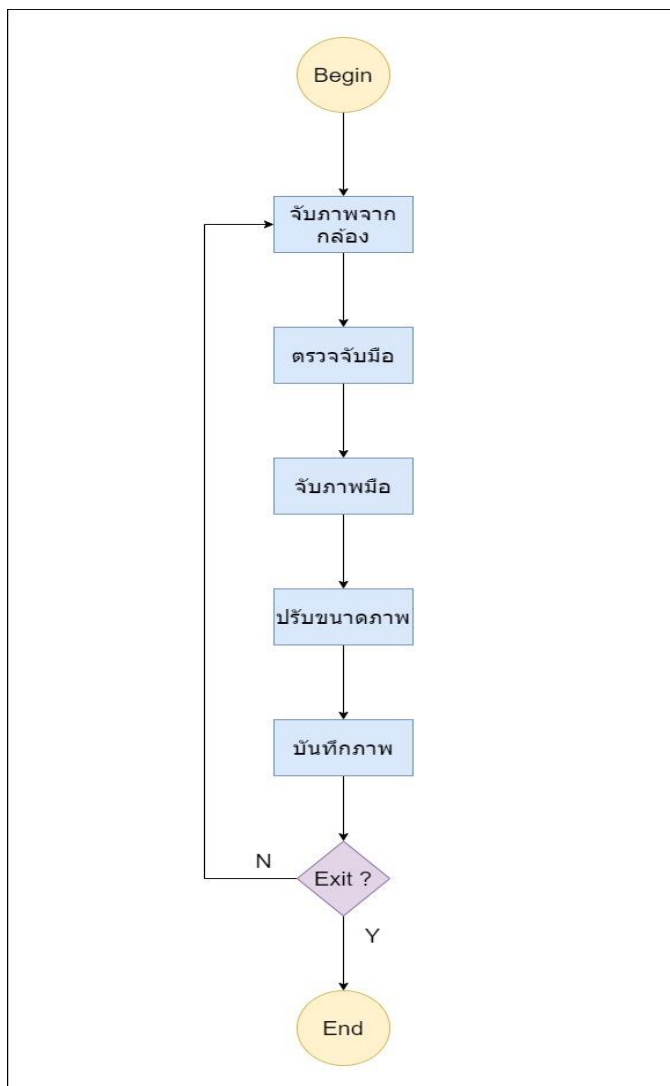 Begin
จับภาพจาก
กล้อง
ตรวจจับมือ
จับภาพมือ
ปรับขนาดภาพ
บันทึกภาพ
N
Exit ?
Y
End